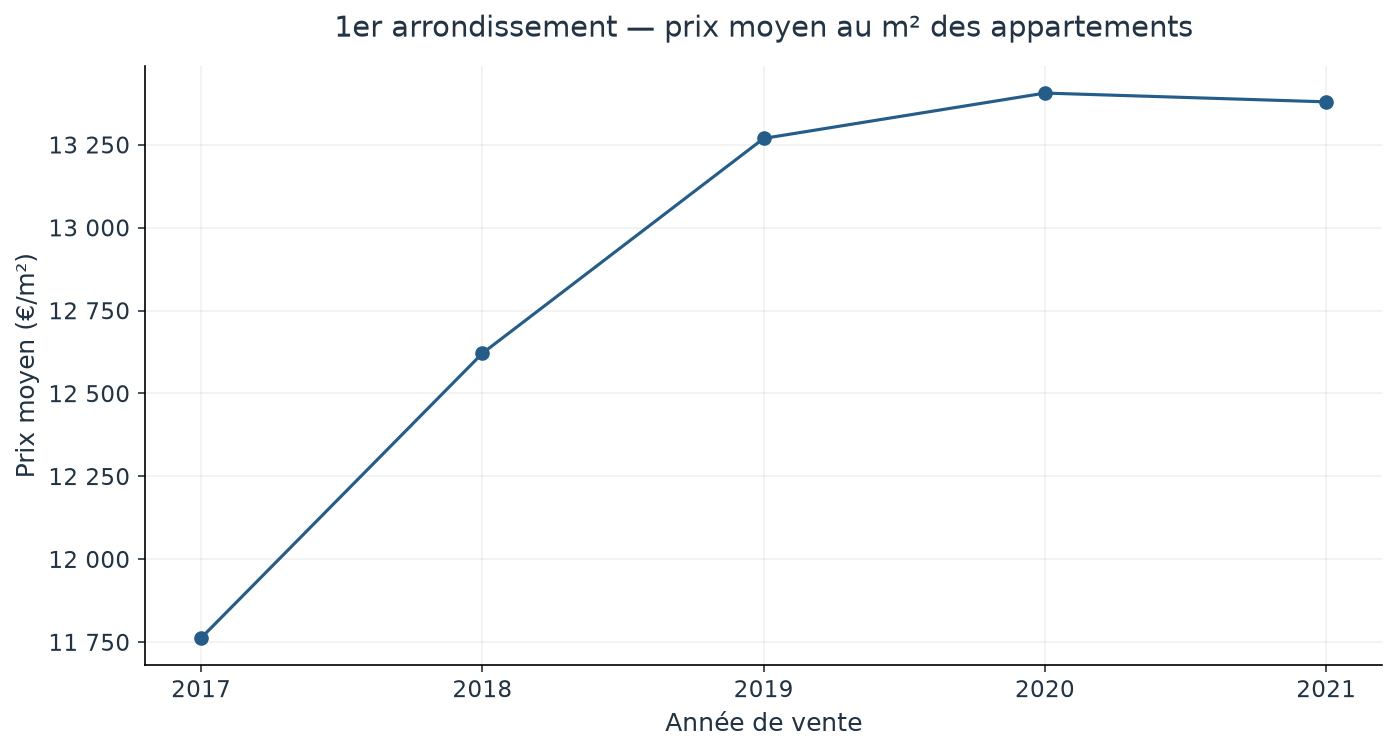 1er arrondissement — prix moyen au m² des appartements
Prix moyen (€/m²)
13 250
13 000
12 750
12 500
12 250
12 000
11 750
2017 2018 2019 2020 2021
Année de vente